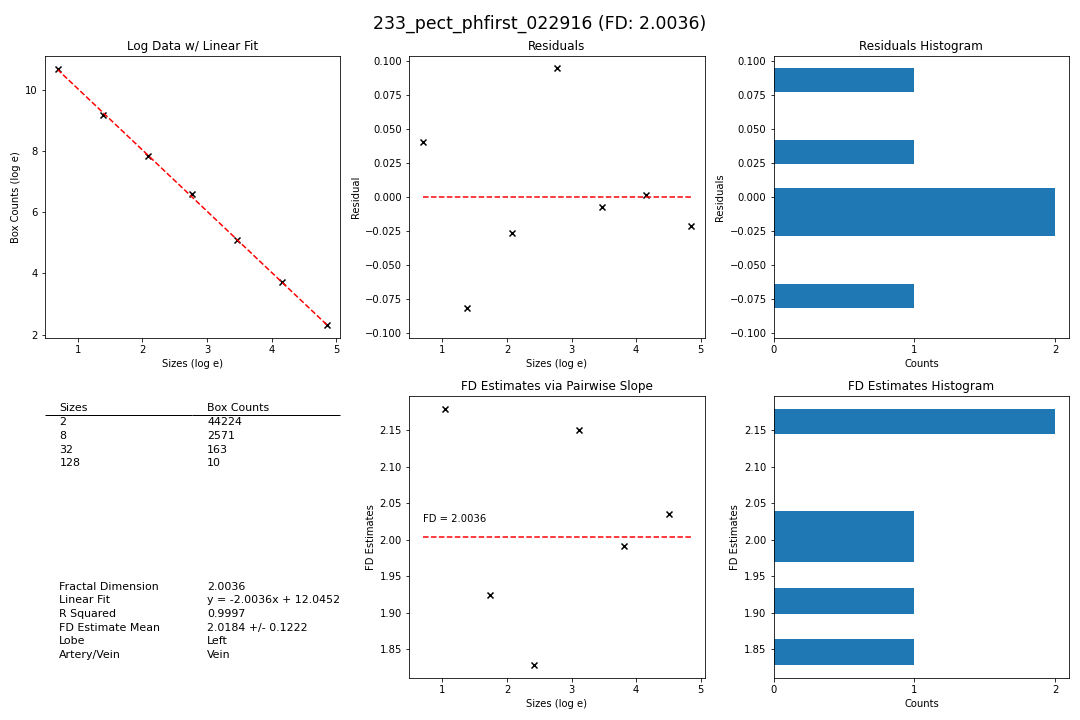 233_pect_phfirst_022916 (FD: 2.0036)
Log Data w/ Linear Fit
10
8
6
4
2
1 2 3 4 5
Box Counts (log e)
Sizes (log e)
Residuals
0.100
0.075
0.050
0.025
0.000
−0.025
−0.050
−0.075
−0.100
1 2 3 4 5
Residual
Sizes (log e)
Residuals Histogram
0.100
0.075
0.050
0.025
0.000
−0.025
−0.050
−0.075
−0.100
0 1 2
Residuals
Counts
Sizes Box Counts
2 44224
8 2571
32 163
128 10
Fractal Dimension 2.0036
Linear Fit y = -2.0036x + 12.0452
R Squared 0.9997
FD Estimate Mean 2.0184 +/- 0.1222
Lobe Left
Artery/Vein Vein
FD Estimates via Pairwise Slope
2.15
2.10
2.05
2.00
1.95
1.90
1.85
FD = 2.0036
1 2 3 4 5
FD Estimates
Sizes (log e)
FD Estimates Histogram
2.15
2.10
2.05
2.00
1.95
1.90
1.85
0 1 2
FD Estimates
Counts